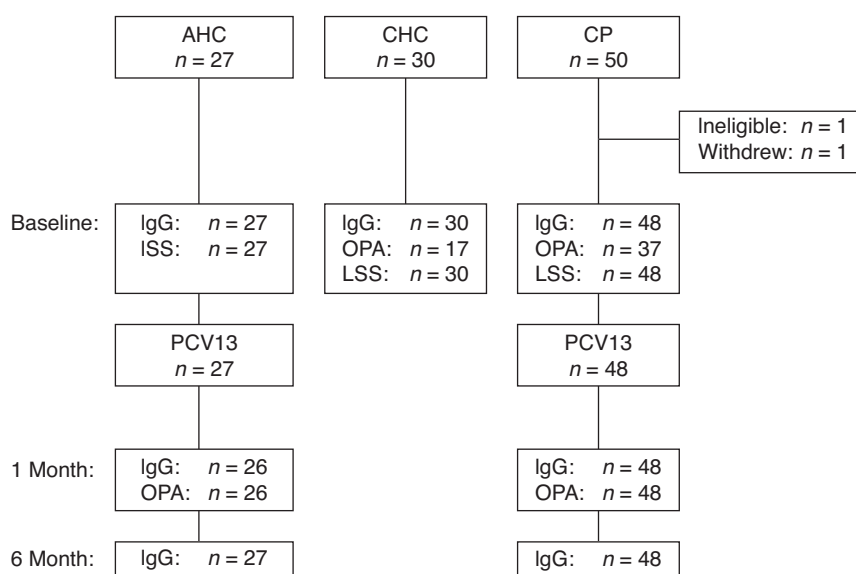 AHC
n = 27
CHC
n = 30
CP
n = 50
Ineligible: n = 1
Withdrew: n = 1
Baseline:
IgG: n = 27
ISS: n = 27
IgG: n = 30
OPA: n = 17
LSS: n = 30
IgG: n = 48
OPA: n = 37
LSS: n = 48
PCV13
n = 27
PCV13
n = 48
1 Month:
IgG: n = 26
OPA: n = 26
IgG: n = 48
OPA: n = 48
6 Month:
IgG: n = 27
IgG: n = 48